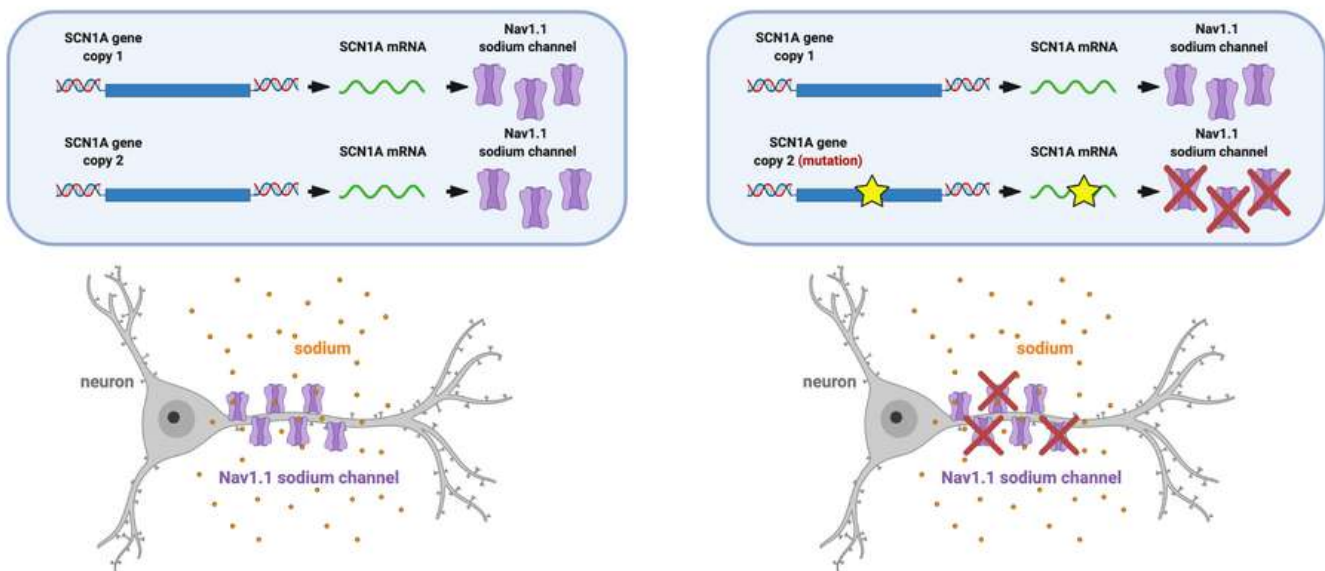 SCN1A gene
copy 1
SCN1A mRNA
Nav1.1
sodium channel
SCN1A gene
copy 2
SCN1A mRNA
Nav1.1
sodium channel
neuron
sodium
Nav1.1 sodium channel
SCN1A gene
copy 1
SCN1A mRNA
Nav1.1
sodium channel
SCN1A gene
copy 2 (mutation)
SCN1A mRNA
Nav1.1
sodium channel
neuron
sodium
Nav1.1 sodium channel